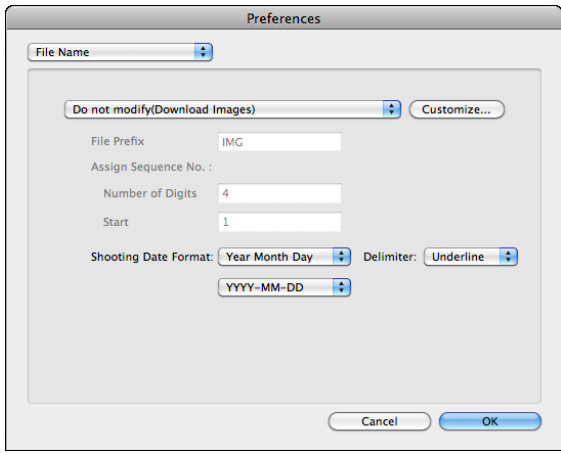 Preferences
File Name
Do not modify(Download Images) Customize...
File Prefix IMG
Assign Sequence No. :
Number of Digits 4
Start 1
Shooting Date Format: Year Month Day Delimiter: Underline
YYYY-MM-DD
Cancel OK